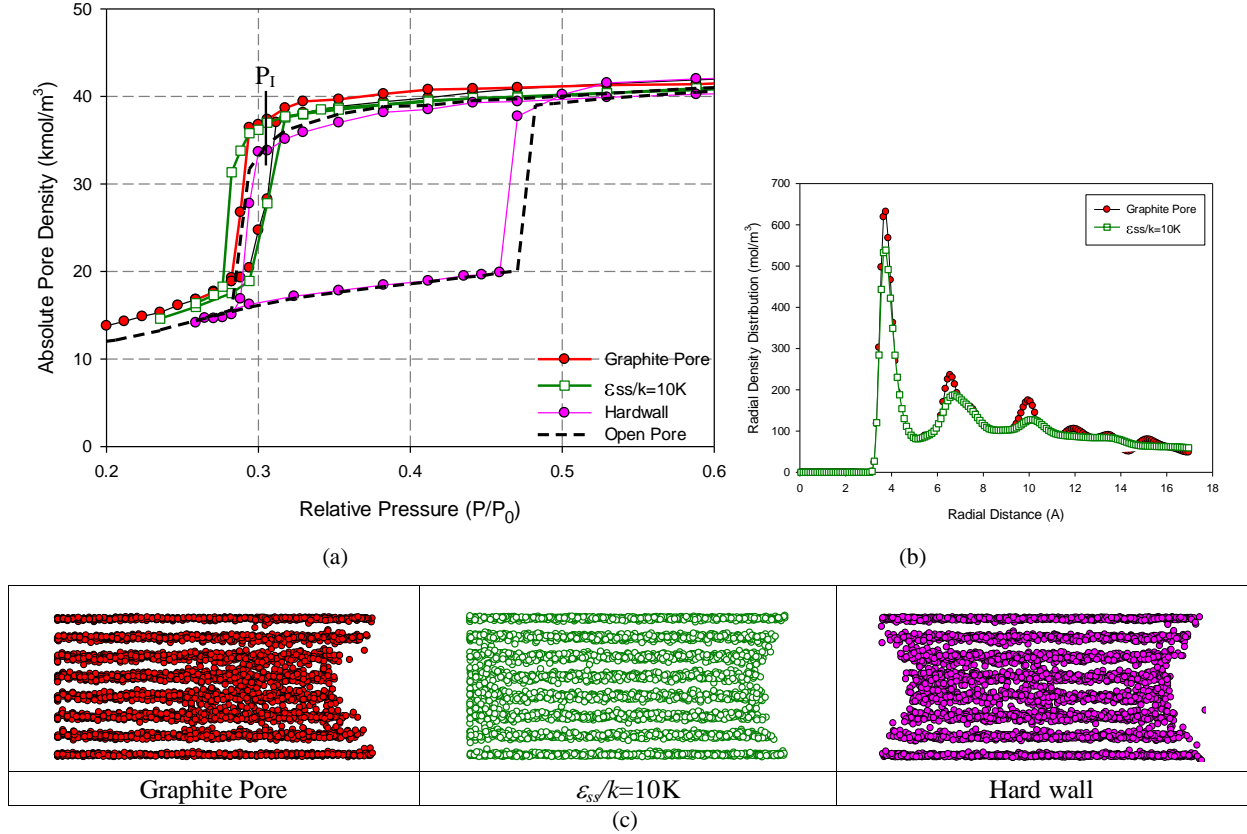 50
40
30
20
10
0
Absolute Pore Density (kmol/m³)
P_I
Graphite Pore
εss/k=10K
Hardwall
Open Pore
0.2 0.3 0.4 0.5 0.6
Relative Pressure (P/P₀)
(a)
700
600
500
400
300
200
100
0
Radial Density Distribution (mol/m³)
Graphite Pore
εss/k=10K
0 2 4 6 8 10 12 14 16 18
Radial Distance (A)
(b)
Graphite Pore εss/k=10K Hard wall
(c)